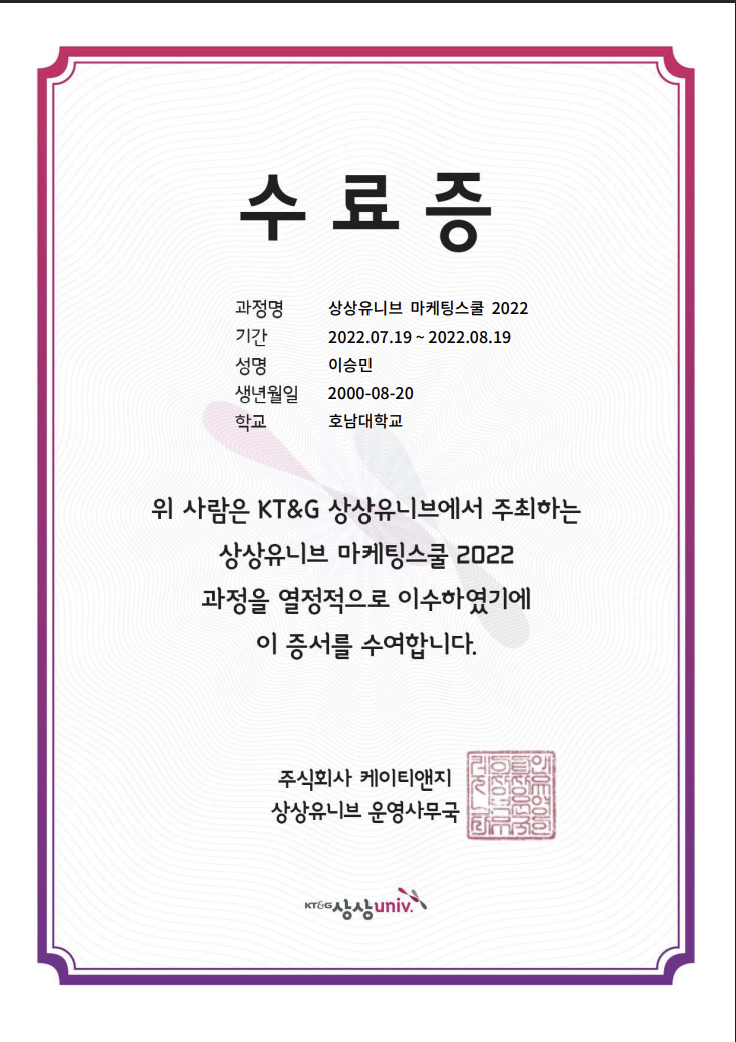 수 료 증
과정명 상상유니브 마케팅스쿨 2022
기간 2022.07.19 ~ 2022.08.19
성명 이승민
생년월일 2000-08-20
학교 호남대학교
위 사람은 KT&G 상상유니브에서 주최하는
상상유니브 마케팅스쿨 2022
과정을 열정적으로 이수하였기에
이 증서를 수여합니다.
주식회사 케이티앤지
상상유니브 운영사무국
KT&G 상상univ.